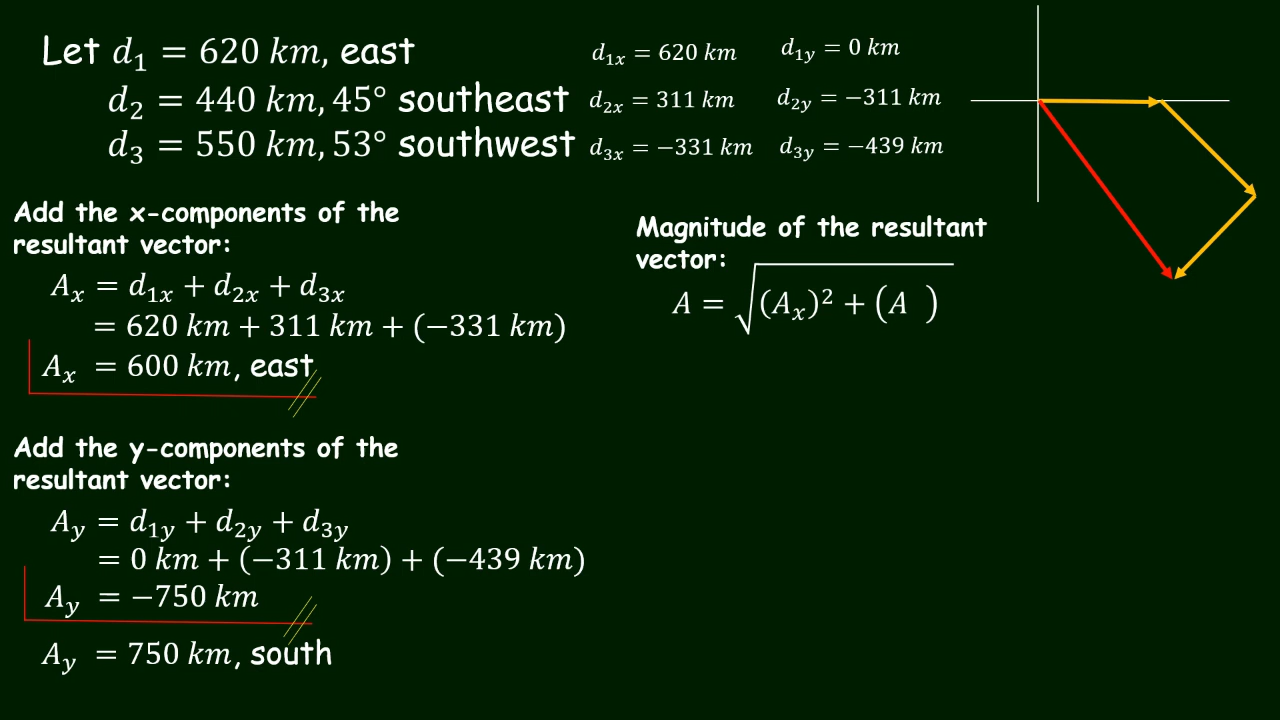 Let d₁ = 620 km, east
d₂ = 440 km, 45° southeast
d₃ = 550 km, 53° southwest
d₁ₓ = 620 km
d₁ᵧ = 0 km
d₂ₓ = 311 km
d₂ᵧ = −311 km
d₃ₓ = −331 km
d₃ᵧ = −439 km
Add the x-components of the
resultant vector:
Aₓ = d₁ₓ + d₂ₓ + d₃ₓ
= 620 km + 311 km + (−331 km)
Aₓ = 600 km, east
Add the y-components of the
resultant vector:
Aᵧ = d₁ᵧ + d₂ᵧ + d₃ᵧ
= 0 km + (−311 km) + (−439 km)
Aᵧ = −750 km
Aᵧ = 750 km, south
Magnitude of the resultant
vector:
A = √(Aₓ)² + (A )